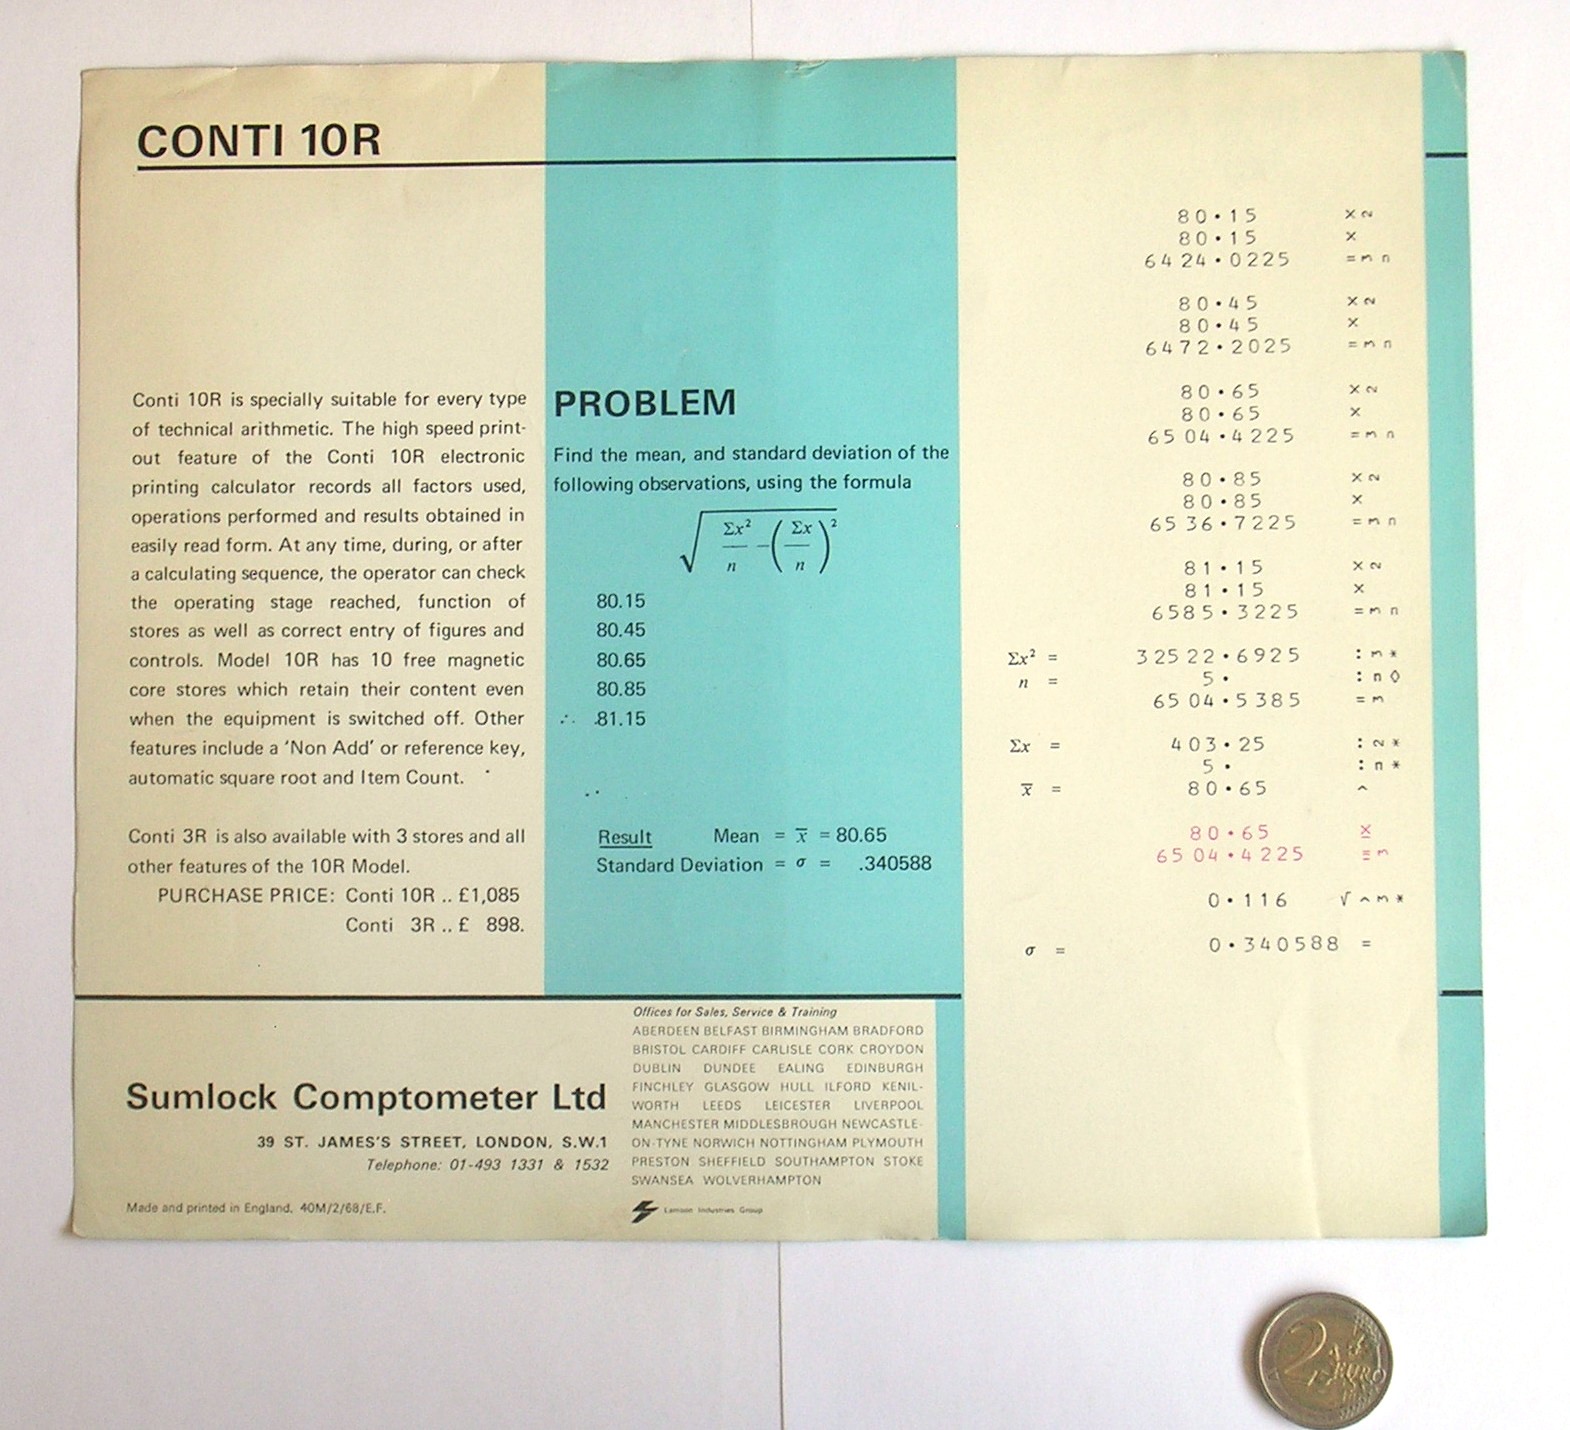 CONTI 10R
Conti 10R is specially suitable for every type
of technical arithmetic. The high speed print-
out feature of the Conti 10R electronic
printing calculator records all factors used,
operations performed and results obtained in
easily read form. At any time, during, or after
a calculating sequence, the operator can check
the operating stage reached, function of
stores as well as correct entry of figures and
controls. Model 10R has 10 free magnetic
core stores which retain their content even
when the equipment is switched off. Other
features include a ‘Non Add’ or reference key,
automatic square root and Item Count.
Conti 3R is also available with 3 stores and all
other features of the 10R Model.
PURCHASE PRICE: Conti 10R .. £1,085
Conti 3R .. £ 898.
PROBLEM
Find the mean, and standard deviation of the
following observations, using the formula
√ Σx²/n − (Σx/n)²
80.15
80.45
80.65
80.85
∴ 81.15
Result Mean = x̅ = 80.65
Standard Deviation = σ = .340588
80·15 × ~
80·15 ×
6424·0225 = m n
80·45 × ~
80·45 ×
6472·2025 = m n
80·65 × ~
80·65 ×
6504·4225 = m n
80·85 × ~
80·85 ×
6536·7225 = m n
81·15 × ~
81·15 ×
6585·3225 = m n
Σx² = 32522·6925 : m *
n = 5· : n ◊
6504·5385 = m
Σx = 403·25 : ~ *
5· : n *
x̅ = 80·65 ^
80·65 ×
6504·4225 = m
0·116 √ ^ m *
σ = 0·340588 =
Sumlock Comptometer Ltd
39 ST. JAMES'S STREET, LONDON, S.W.1
Telephone: 01-493 1331 & 1532
Made and printed in England. 40M/2/68/E.F.
Offices for Sales, Service & Training
ABERDEEN BELFAST BIRMINGHAM BRADFORD
BRISTOL CARDIFF CARLISLE CORK CROYDON
DUBLIN DUNDEE EALING EDINBURGH
FINCHLEY GLASGOW HULL ILFORD KENIL-
WORTH LEEDS LEICESTER LIVERPOOL
MANCHESTER MIDDLESBROUGH NEWCASTLE-
ON-TYNE NORWICH NOTTINGHAM PLYMOUTH
PRESTON SHEFFIELD SOUTHAMPTON STOKE
SWANSEA WOLVERHAMPTON
Lamson Industries Group
2 EURO